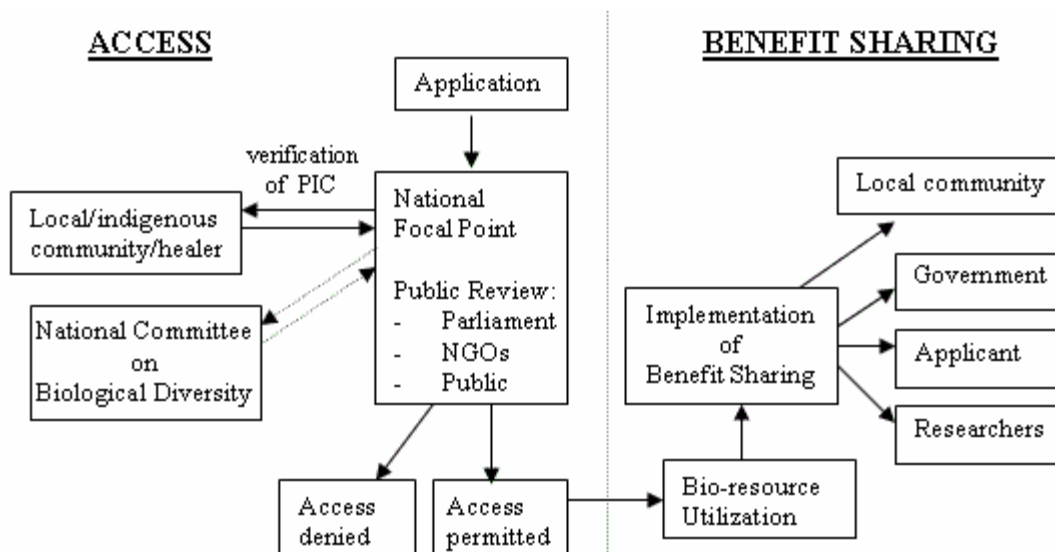 ACCESS
Application
verification
of PIC
National
Focal Point
Public Review:
- Parliament
- NGOs
- Public
Local/indigenous
community/healer
National Committee
on
Biological Diversity
Access
denied
Access
permitted
BENEFIT SHARING
Local community
Government
Applicant
Researchers
Implementation
of
Benefit Sharing
Bio-resource
Utilization